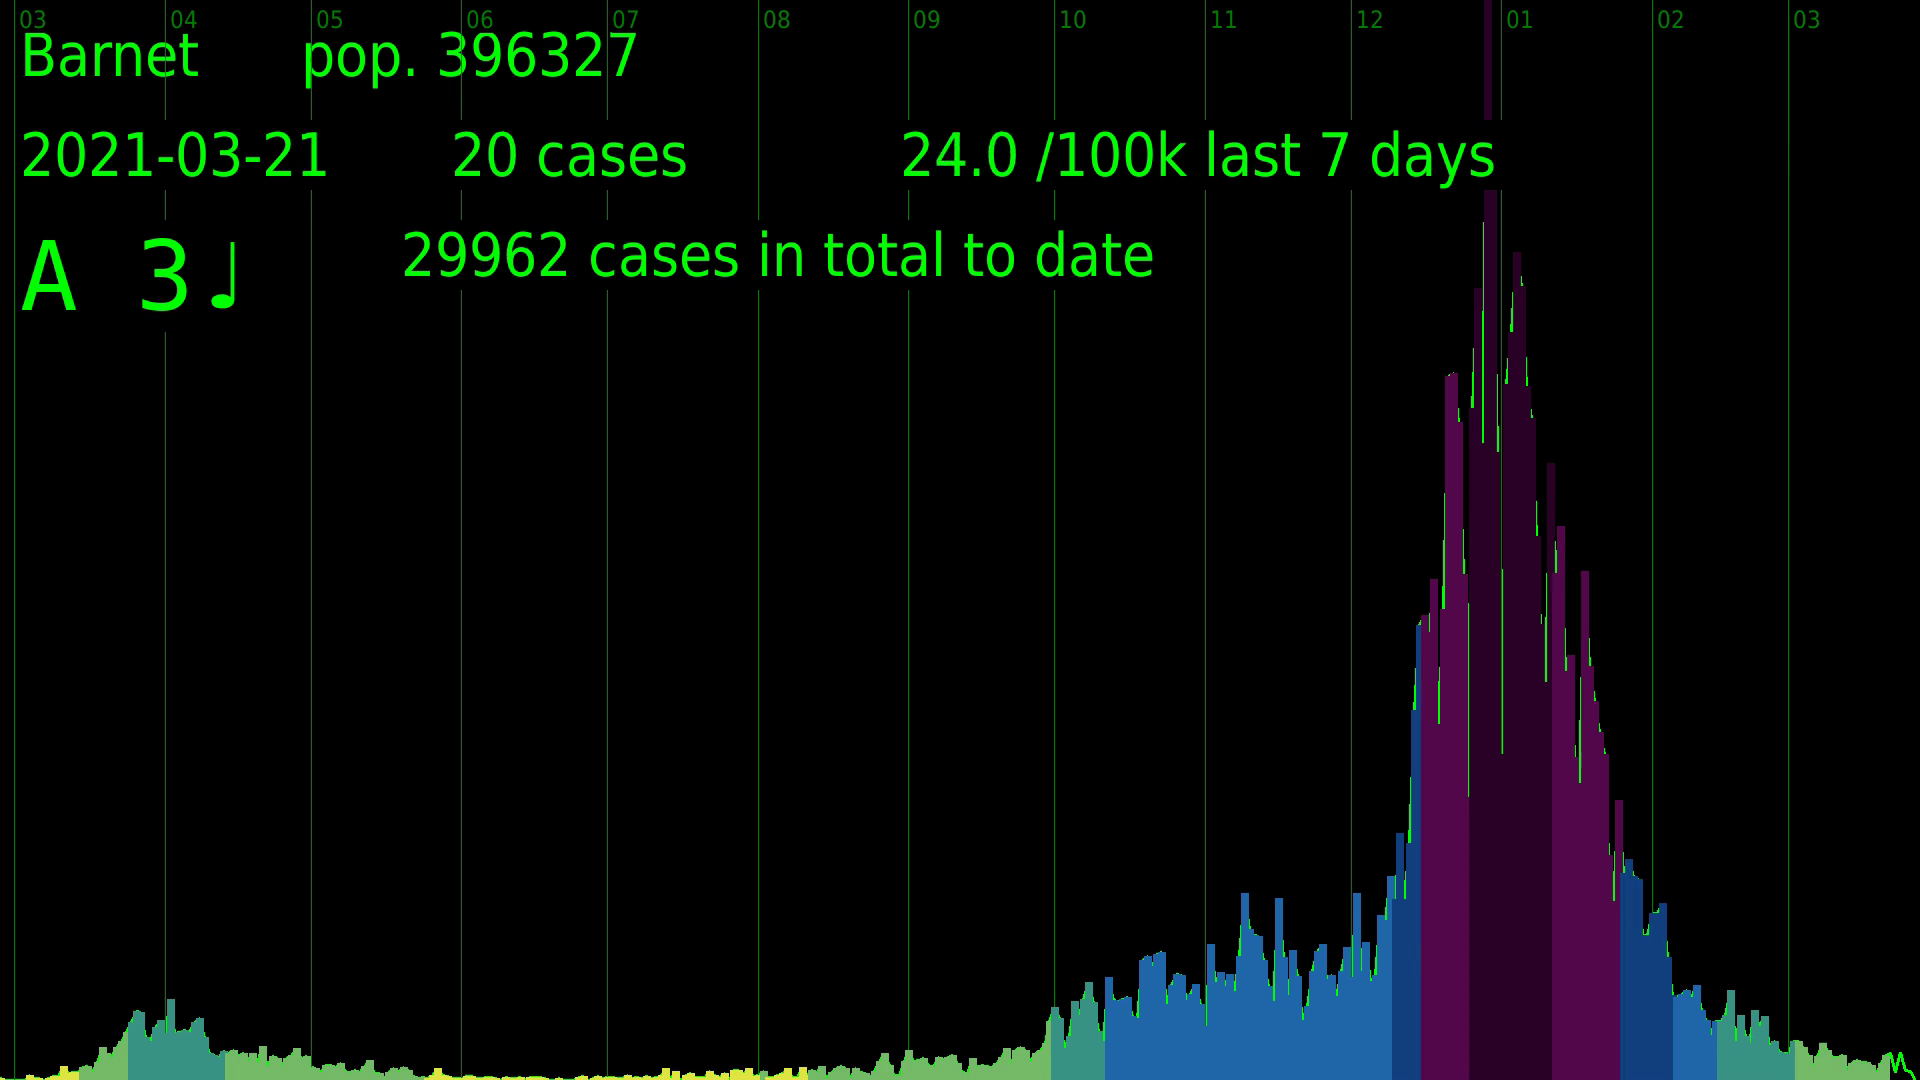 03 04 05 06 07 08 09 10 11 12 01 02 03
Barnet pop. 396327
2021-03-21 20 cases 24.0 /100k last 7 days
A 3♩ 29962 cases in total to date